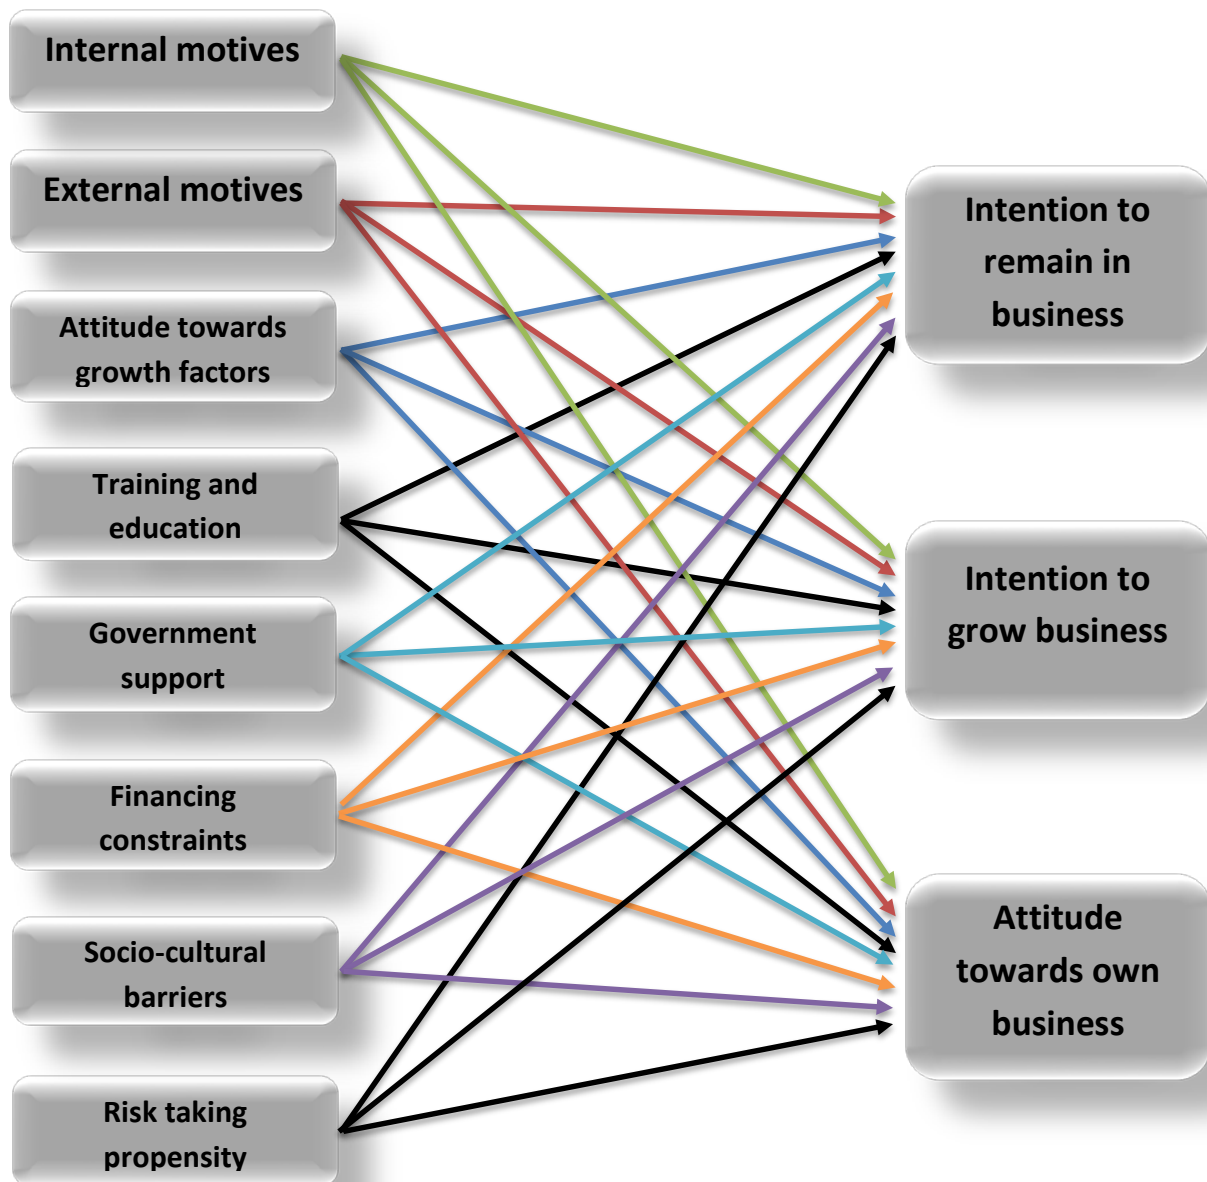 Internal motives
External motives
Attitude towards
growth factors
Training and
education
Government
support
Financing
constraints
Socio-cultural
barriers
Risk taking
propensity
Intention to
remain in
business
Intention to
grow business
Attitude
towards own
business